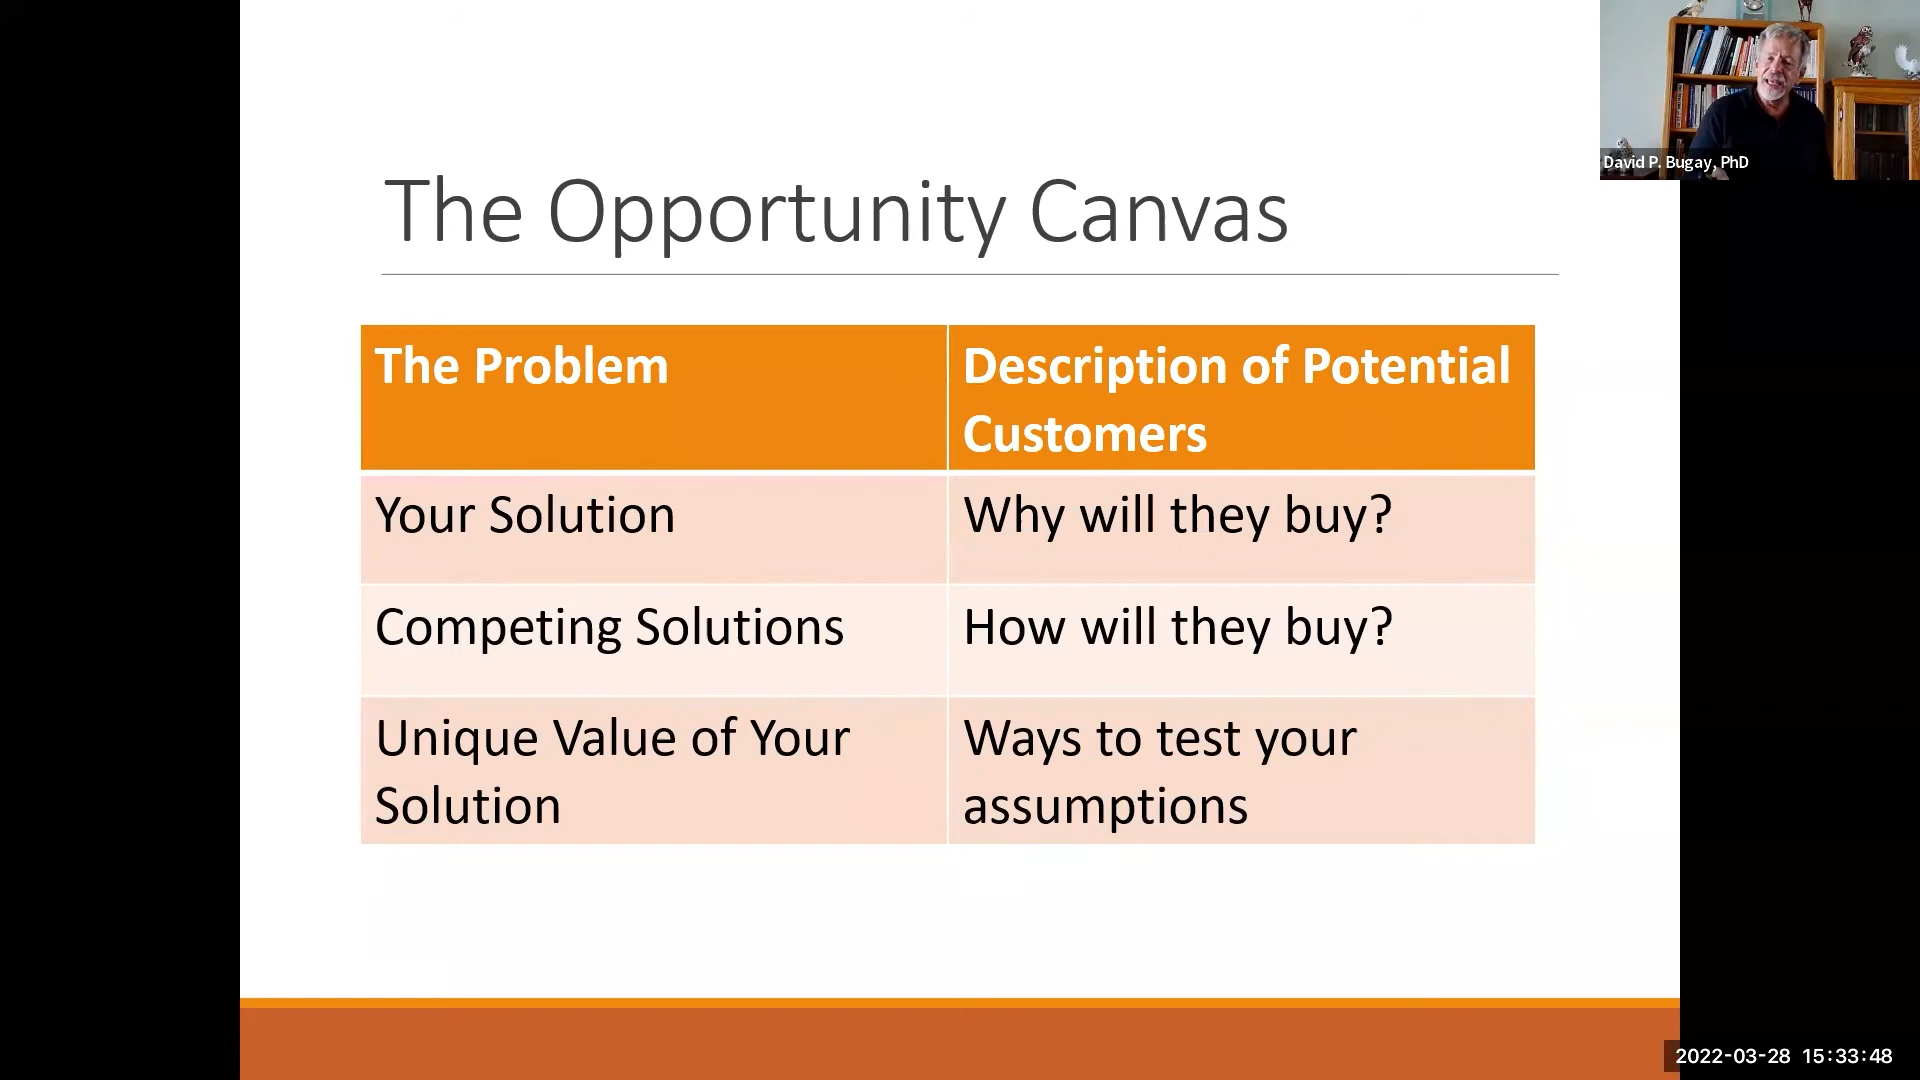 The Opportunity Canvas
The Problem
Description of Potential
Customers
Your Solution
Why will they buy?
Competing Solutions
How will they buy?
Unique Value of Your
Solution
Ways to test your
assumptions
David P. Bugay, PhD
2022-03-28 15:33:48